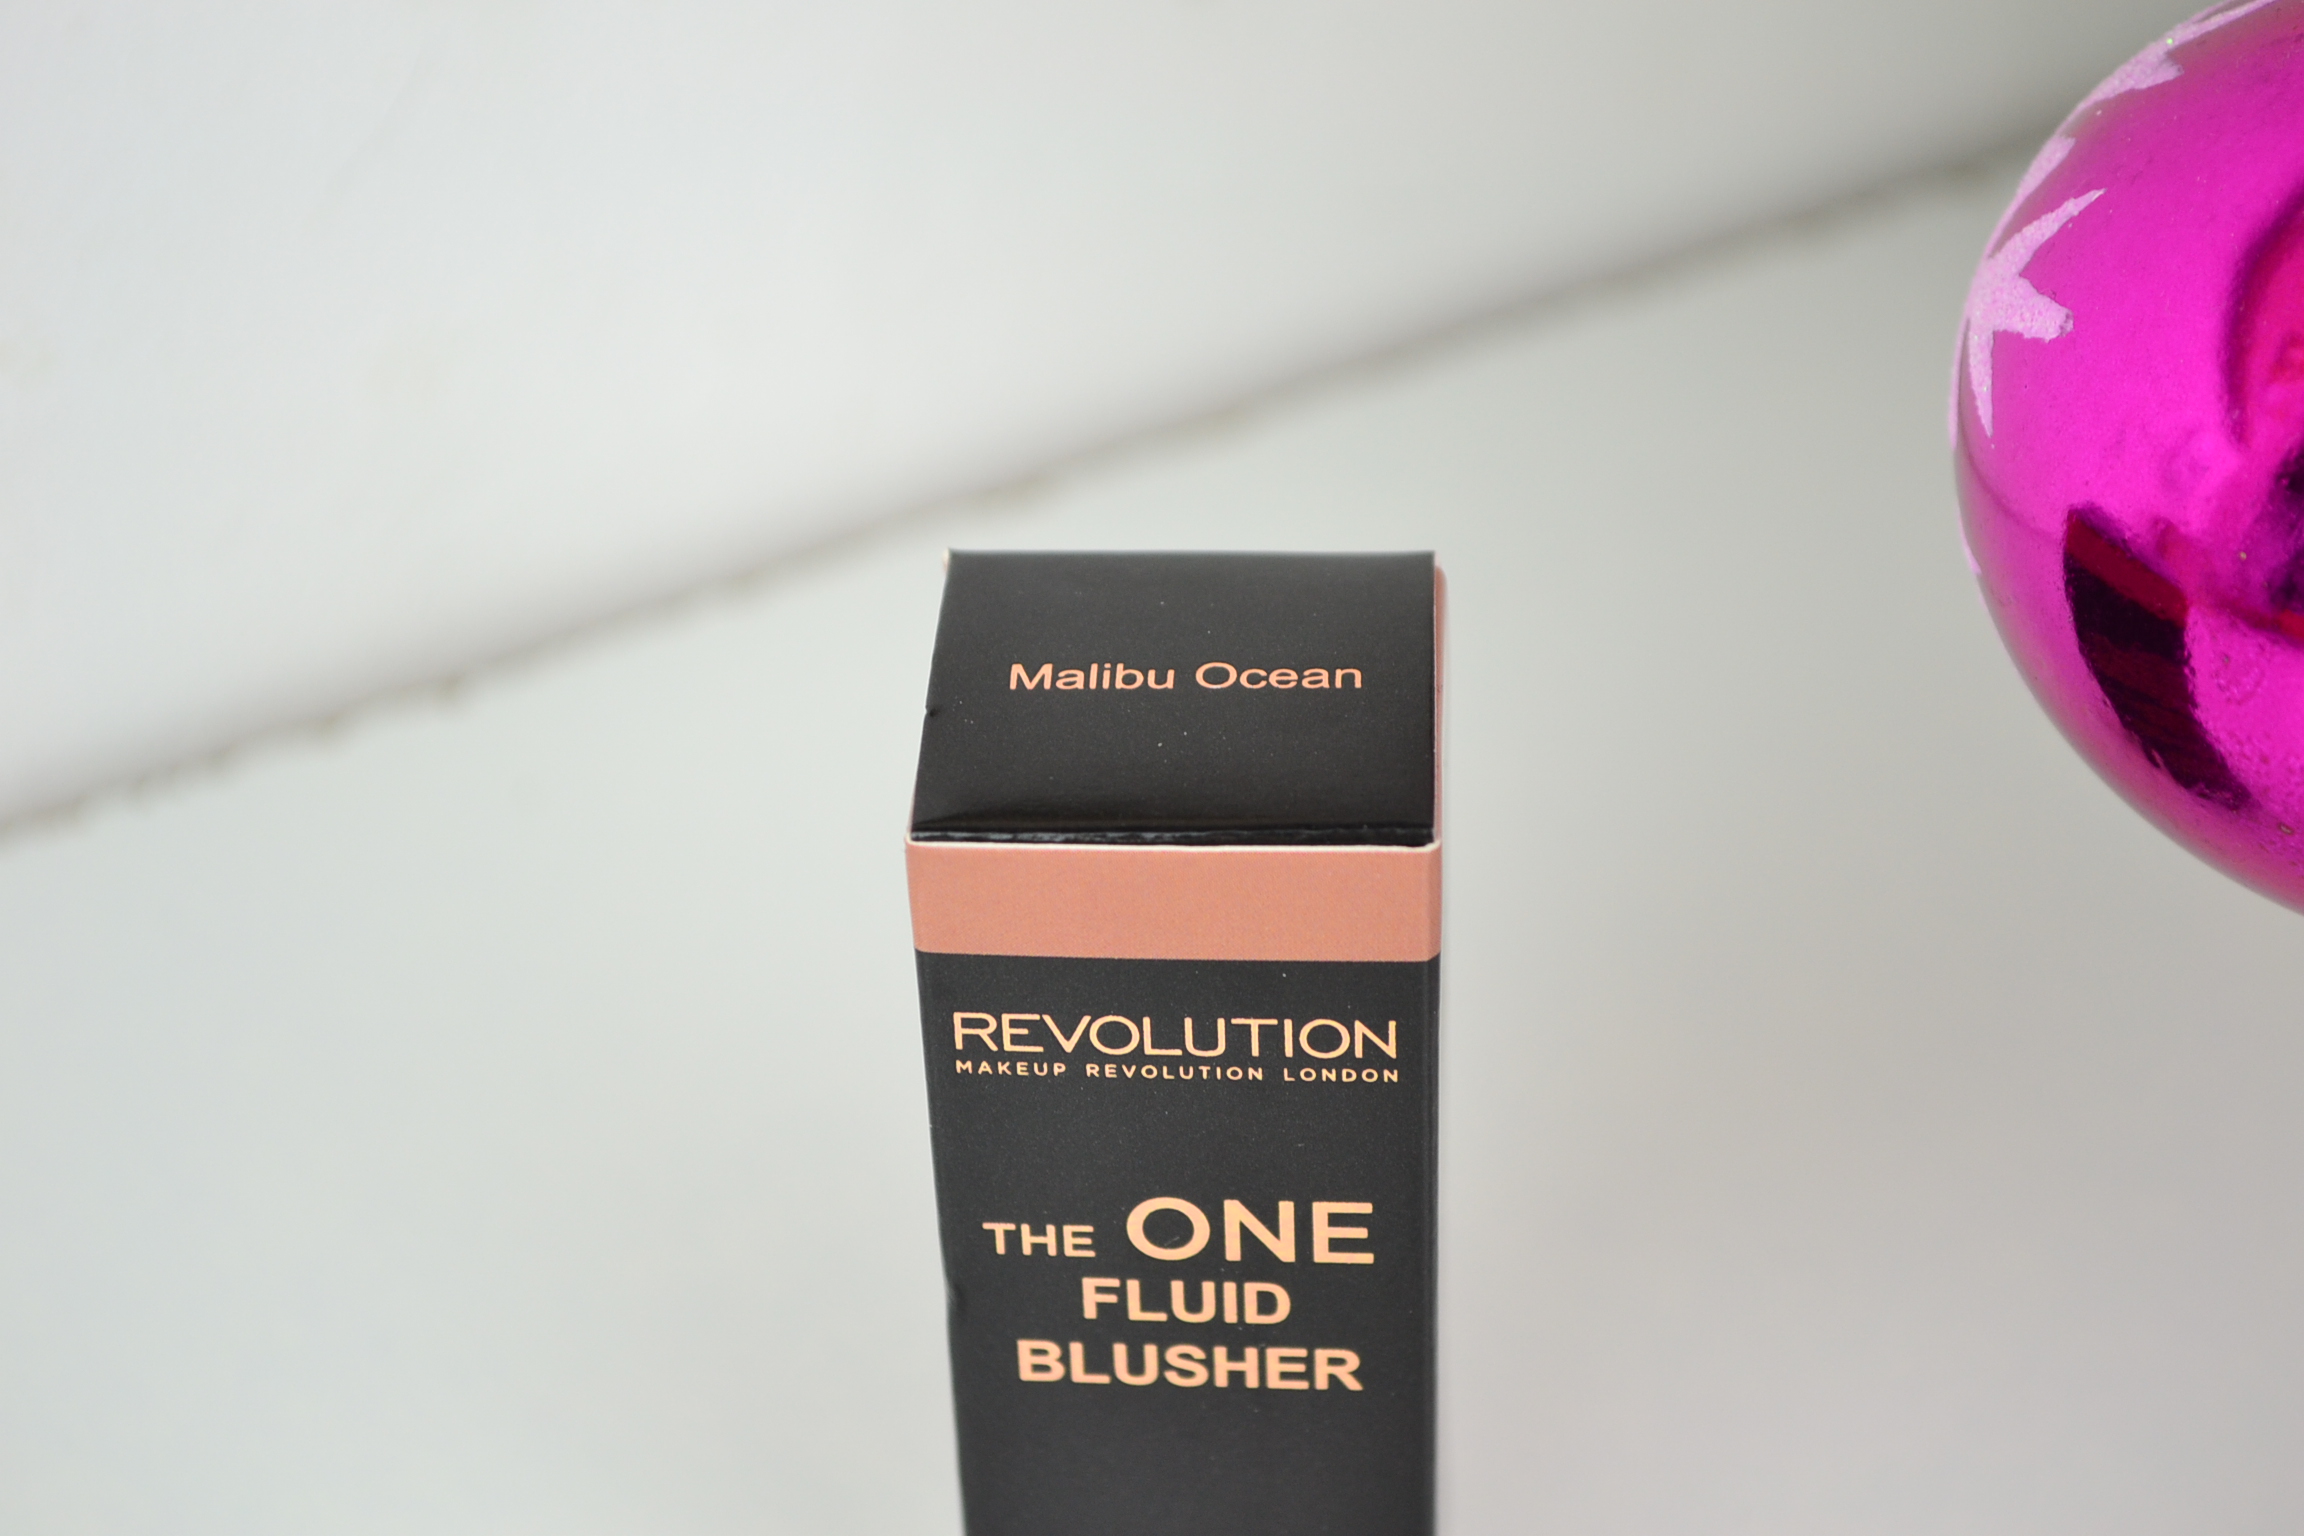 Malibu Ocean
REVOLUTION
MAKEUP REVOLUTION LONDON
THE ONE
FLUID
BLUSHER